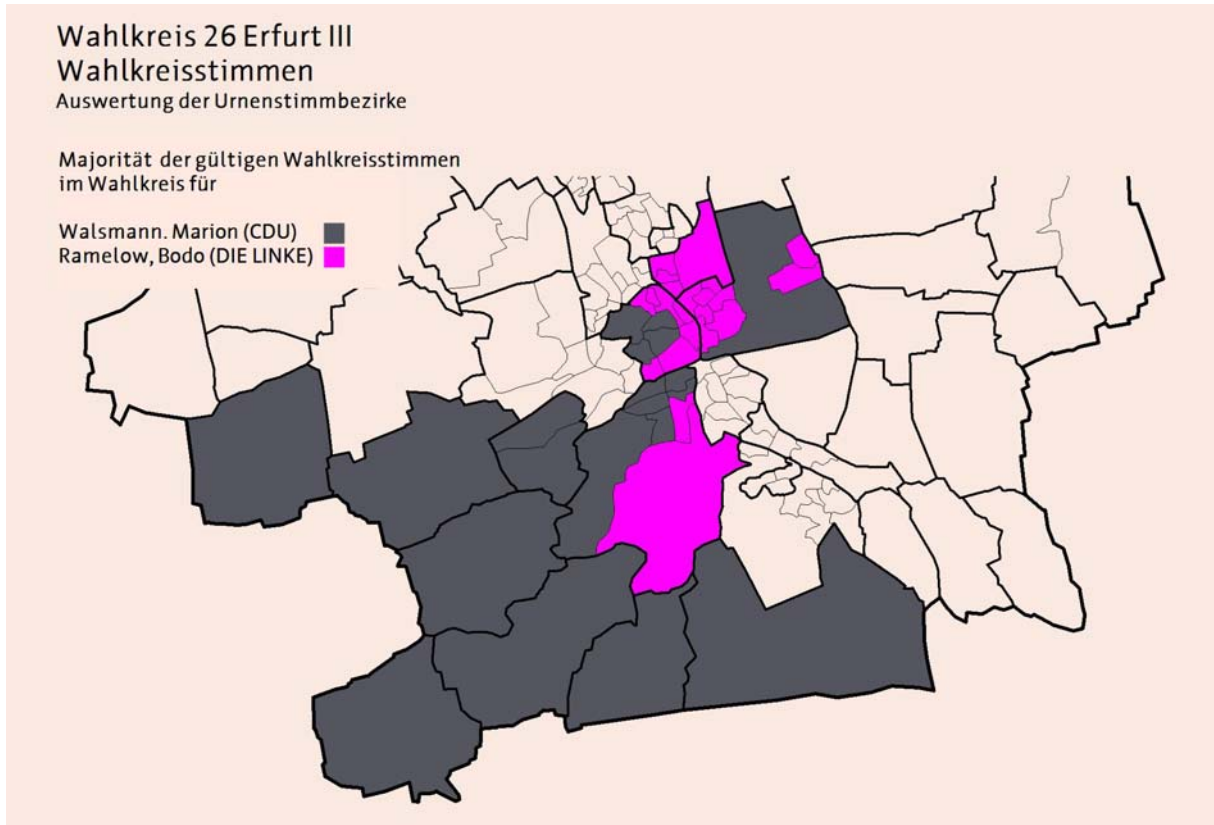 Wahlkreis 26 Erfurt III
Wahlkreisstimmen
Auswertung der Urnenstimmbezirke
Majorität der gültigen Wahlkreisstimmen
im Wahlkreis für
Walsmann. Marion (CDU)
Ramelow, Bodo (DIE LINKE)